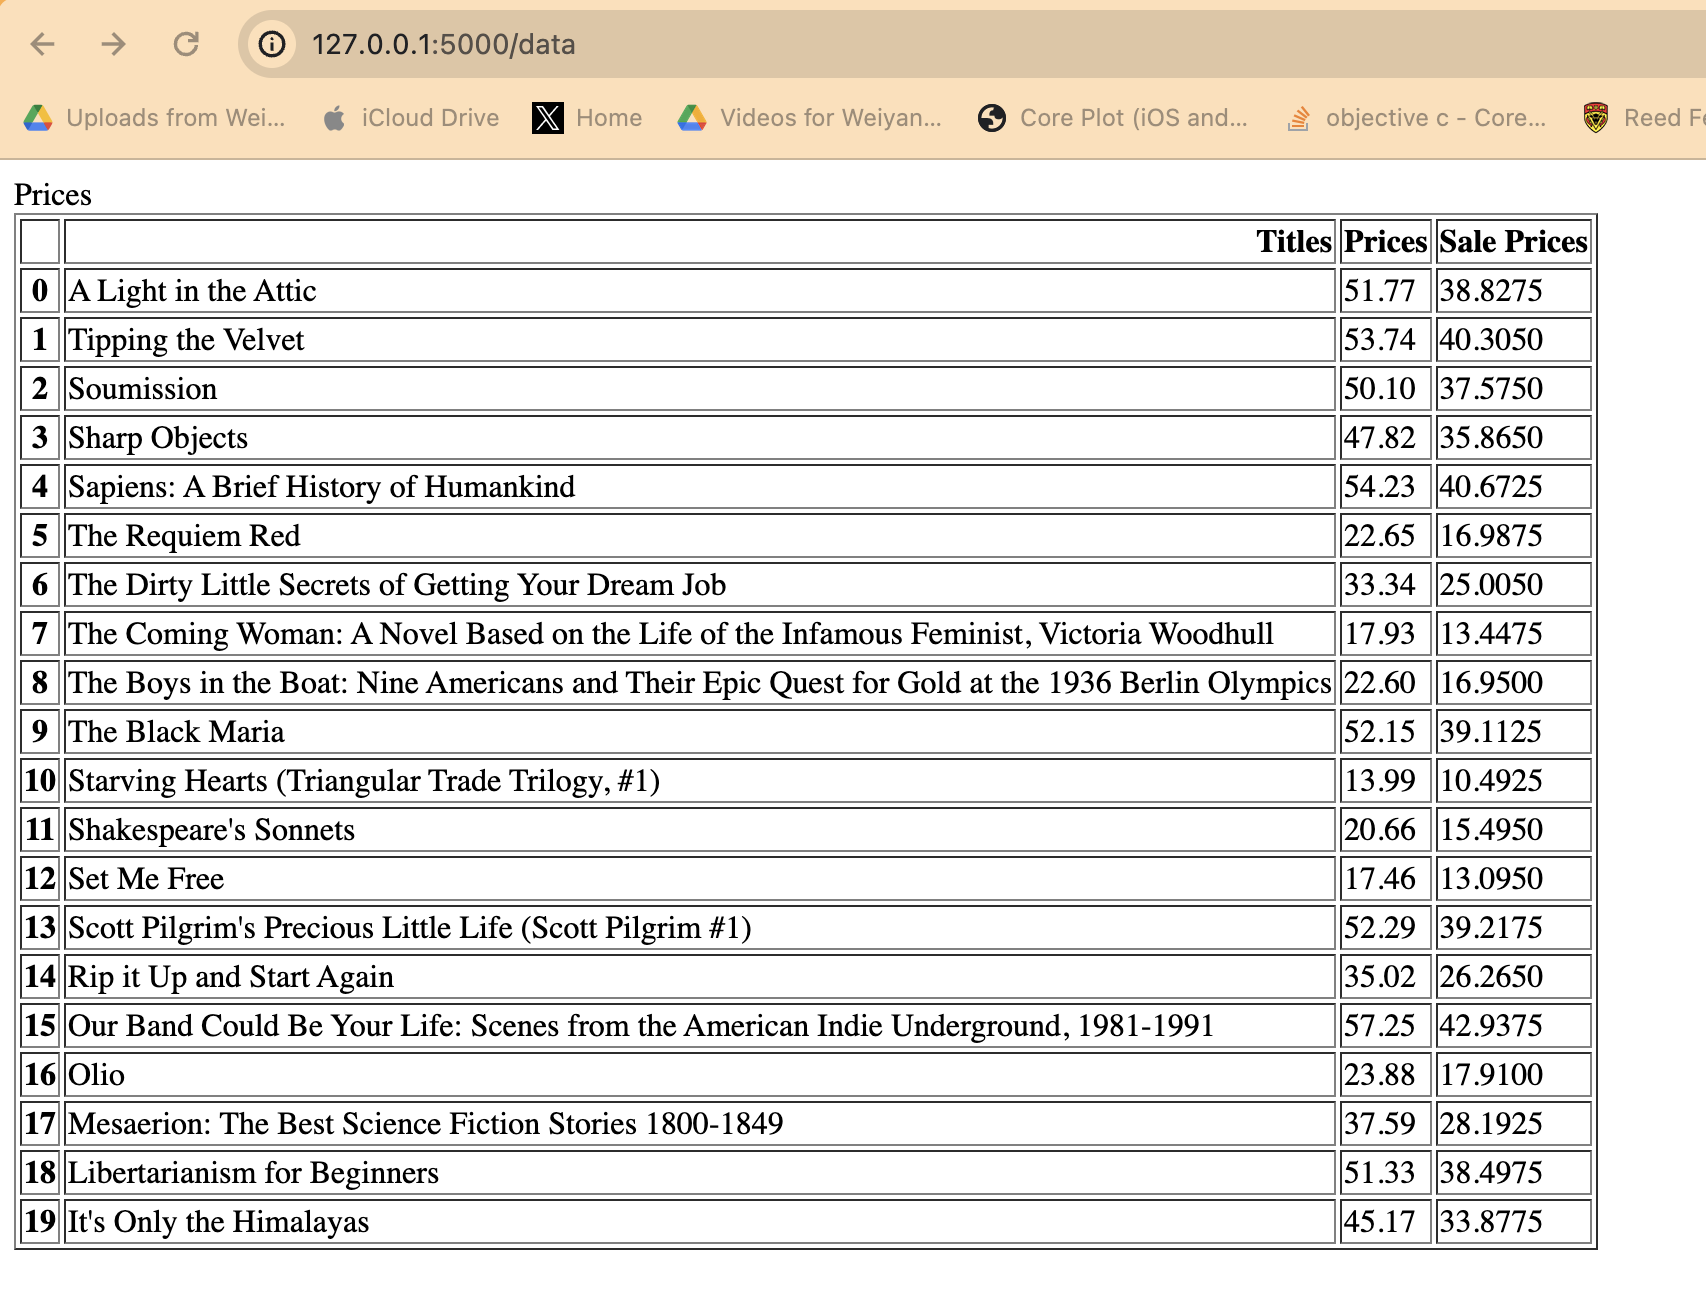 127.0.0.1:5000/data
Uploads from Wei... iCloud Drive Home Videos for Weiyan... Core Plot (iOS and... objective c - Core... Reed
Prices
Titles Prices Sale Prices
0 A Light in the Attic 51.77 38.8275
1 Tipping the Velvet 53.74 40.3050
2 Soumission 50.10 37.5750
3 Sharp Objects 47.82 35.8650
4 Sapiens: A Brief History of Humankind 54.23 40.6725
5 The Requiem Red 22.65 16.9875
6 The Dirty Little Secrets of Getting Your Dream Job 33.34 25.0050
7 The Coming Woman: A Novel Based on the Life of the Infamous Feminist, Victoria Woodhull 17.93 13.4475
8 The Boys in the Boat: Nine Americans and Their Epic Quest for Gold at the 1936 Berlin Olympics 22.60 16.9500
9 The Black Maria 52.15 39.1125
10 Starving Hearts (Triangular Trade Trilogy, #1) 13.99 10.4925
11 Shakespeare's Sonnets 20.66 15.4950
12 Set Me Free 17.46 13.0950
13 Scott Pilgrim's Precious Little Life (Scott Pilgrim #1) 52.29 39.2175
14 Rip it Up and Start Again 35.02 26.2650
15 Our Band Could Be Your Life: Scenes from the American Indie Underground, 1981-1991 57.25 42.9375
16 Olio 23.88 17.9100
17 Mesaerion: The Best Science Fiction Stories 1800-1849 37.59 28.1925
18 Libertarianism for Beginners 51.33 38.4975
19 It's Only the Himalayas 45.17 33.8775